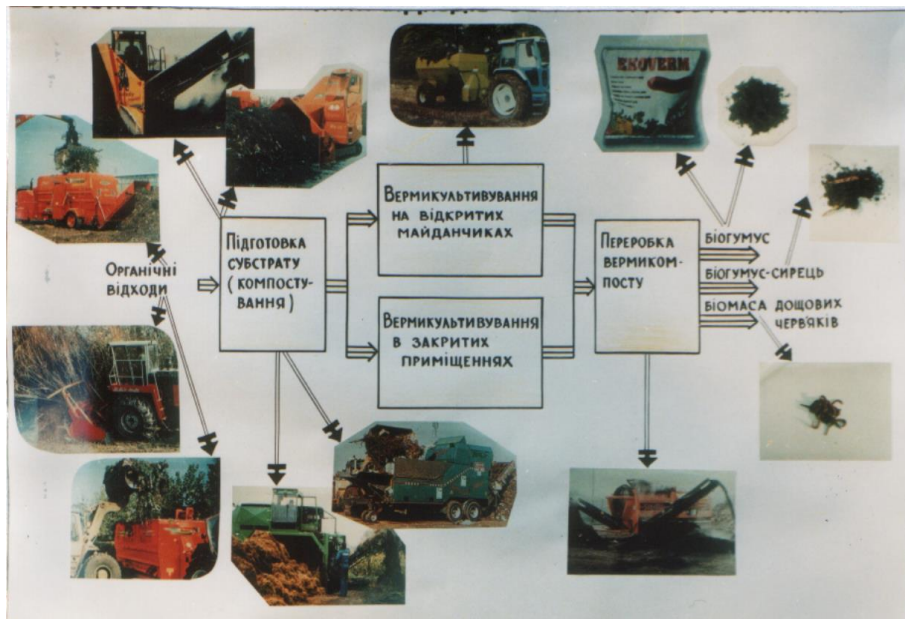 Органічні
відходи
Підготовка
субстрату
(компосту-
вання)
Вермикультивування
на відкритих
майданчиках
Вермикультивування
в закритих
приміщеннях
Переробка
вермиком-
посту
Біогумус
Біогумус-сирець
Біомаса дощових
черв'яків
EKOVERM